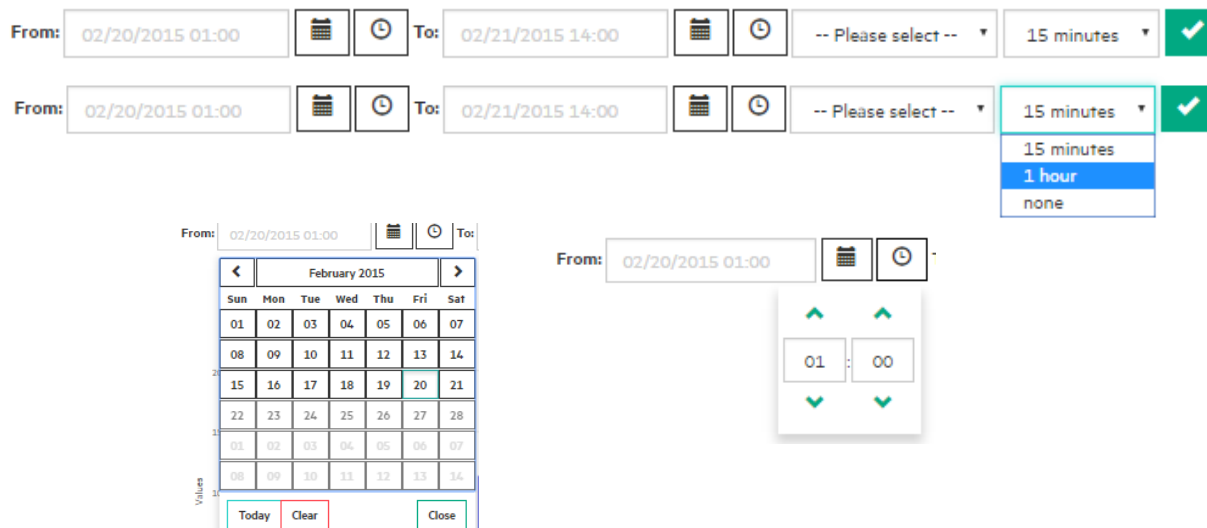 From: 02/20/2015 01:00 To: 02/21/2015 14:00 -- Please select -- 15 minutes
From: 02/20/2015 01:00 To: 02/21/2015 14:00 -- Please select -- 15 minutes
15 minutes
1 hour
none
From: 02/20/2015 01:00 To:
February 2015
Sun Mon Tue Wed Thu Fri Sat
01 02 03 04 05 06 07
08 09 10 11 12 13 14
15 16 17 18 19 20 21
22 23 24 25 26 27 28
01 02 03 04 05 06 07
08 09 10 11 12 13 14
Today Clear Close
Values
From: 02/20/2015 01:00
01 : 00